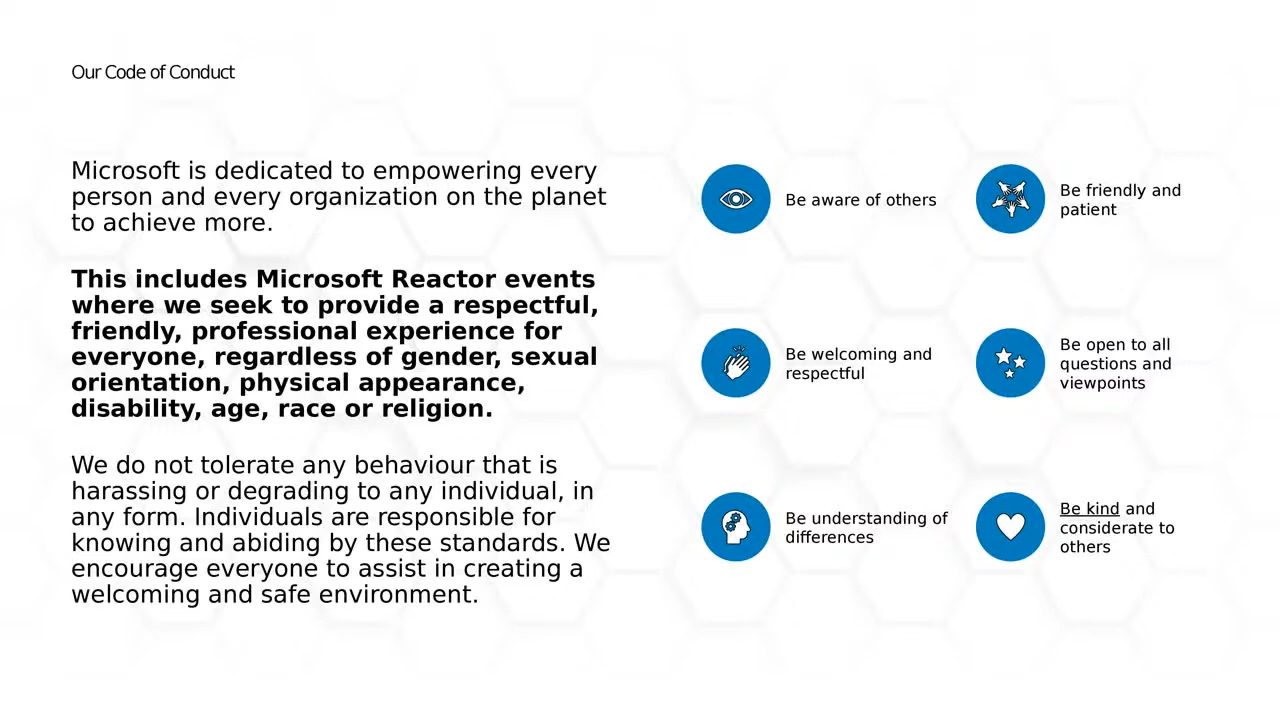 Our Code of Conduct
Microsoft is dedicated to empowering every
person and every organization on the planet
to achieve more.
This includes Microsoft Reactor events
where we seek to provide a respectful,
friendly, professional experience for
everyone, regardless of gender, sexual
orientation, physical appearance,
disability, age, race or religion.
We do not tolerate any behaviour that is
harassing or degrading to any individual, in
any form. Individuals are responsible for
knowing and abiding by these standards. We
encourage everyone to assist in creating a
welcoming and safe environment.
Be aware of others
Be friendly and
patient
Be welcoming and
respectful
Be open to all
questions and
viewpoints
Be understanding of
differences
Be kind and
considerate to
others